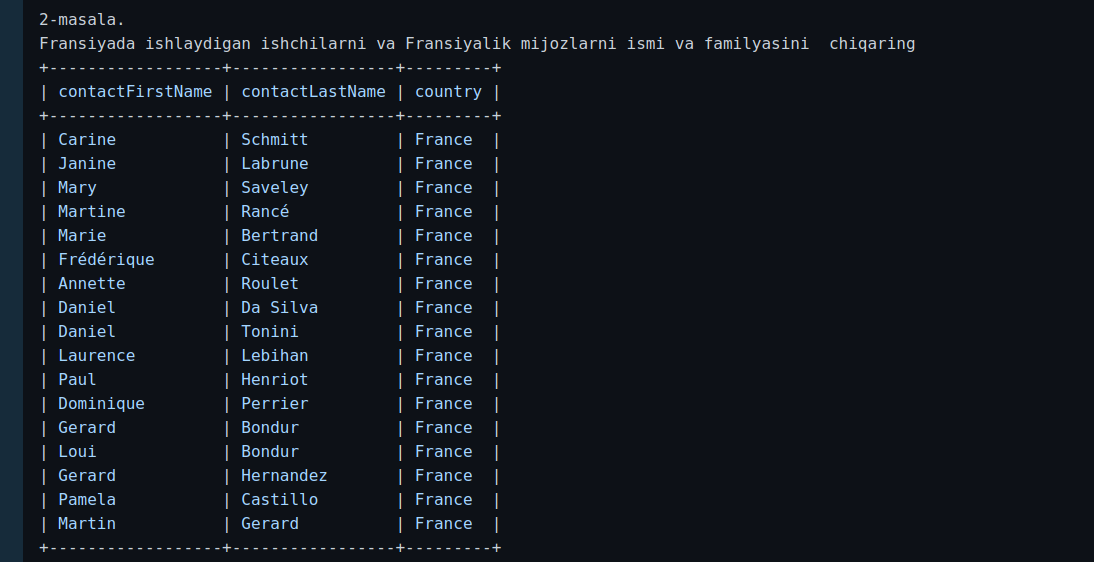 2-masala.
Fransiyada ishlaydigan ishchilarni va Fransiyalik mijozlarni ismi va familyasini  chiqaring
+------------------+-----------------+---------+
| contactFirstName | contactLastName | country |
+------------------+-----------------+---------+
| Carine           | Schmitt         | France  |
| Janine           | Labrune         | France  |
| Mary             | Saveley         | France  |
| Martine          | Rancé           | France  |
| Marie            | Bertrand        | France  |
| Frédérique       | Citeaux         | France  |
| Annette          | Roulet          | France  |
| Daniel           | Da Silva        | France  |
| Daniel           | Tonini          | France  |
| Laurence         | Lebihan         | France  |
| Paul             | Henriot         | France  |
| Dominique        | Perrier         | France  |
| Gerard           | Bondur          | France  |
| Loui             | Bondur          | France  |
| Gerard           | Hernandez       | France  |
| Pamela           | Castillo        | France  |
| Martin           | Gerard          | France  |
+------------------+-----------------+---------+